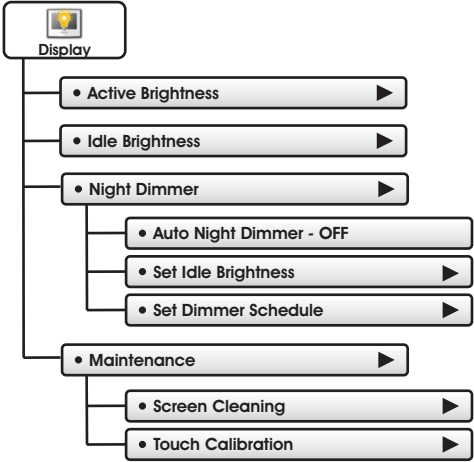 Display
• Active Brightness
• Idle Brightness
• Night Dimmer
• Auto Night Dimmer - OFF
• Set Idle Brightness
• Set Dimmer Schedule
• Maintenance
• Screen Cleaning
• Touch Calibration